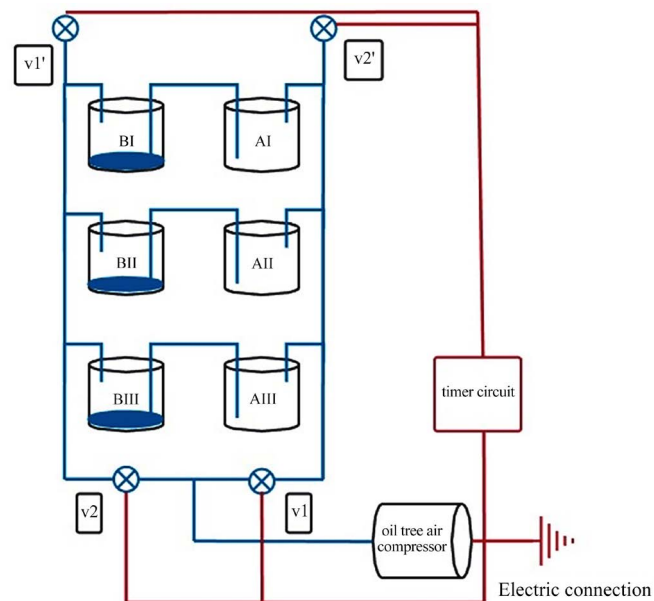 v1'
v2'
BI
AI
BII
AII
BIII
AIII
timer circuit
v2
v1
oil tree air
compressor
Electric connection